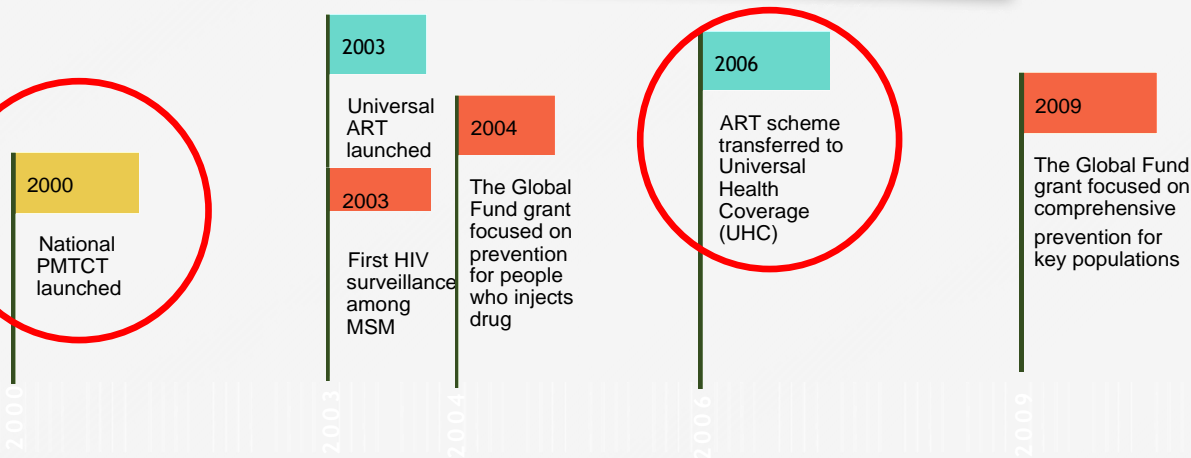 2000
National
PMTCT
launched
2003
Universal
ART
launched
2003
First HIV
surveillance
among
MSM
2004
The Global
Fund grant
focused on
prevention
for people
who injects
drug
2006
ART scheme
transferred to
Universal
Health
Coverage
(UHC)
2009
The Global Fund
grant focused on
comprehensive
prevention for
key populations
2000
2003
2004
2006
2009